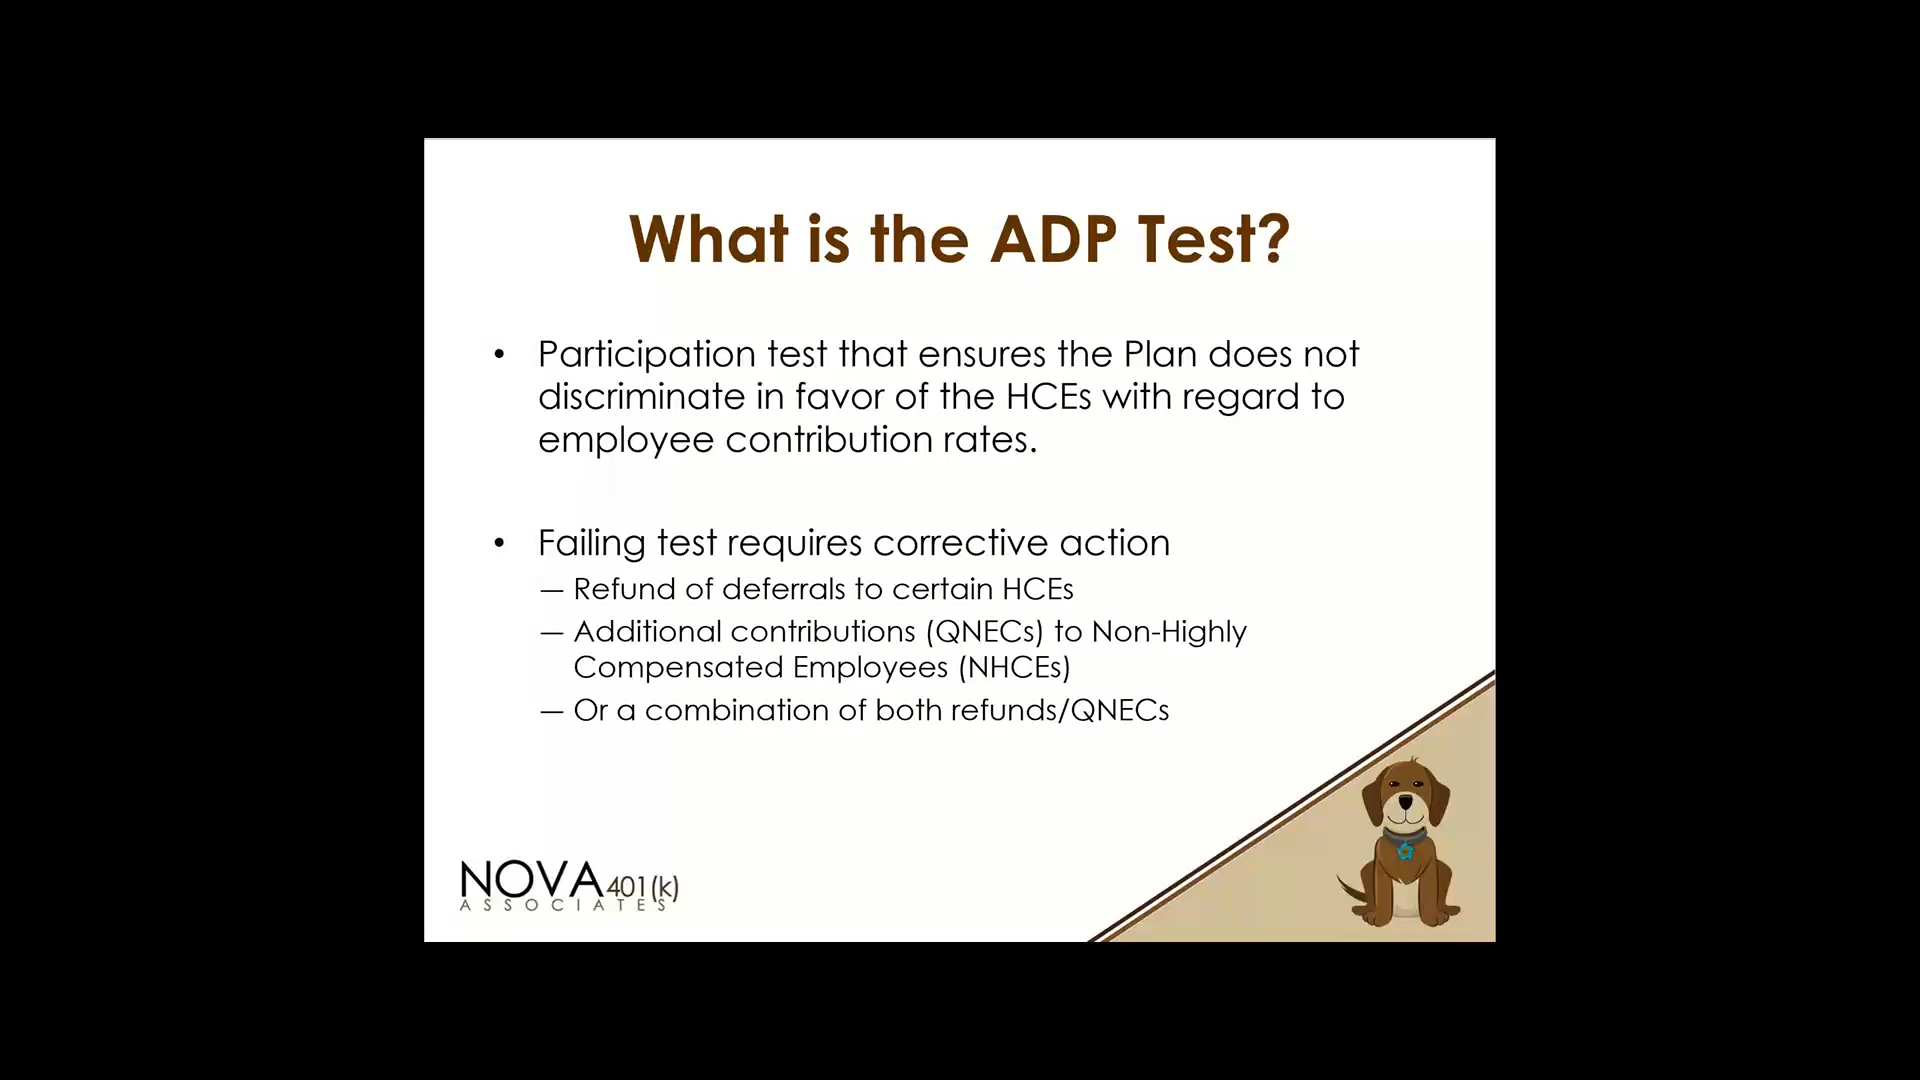 What is the ADP Test?
• Participation test that ensures the Plan does not
discriminate in favor of the HCEs with regard to
employee contribution rates.
• Failing test requires corrective action
— Refund of deferrals to certain HCEs
— Additional contributions (QNECs) to Non-Highly
Compensated Employees (NHCEs)
— Or a combination of both refunds/QNECs
NOVA 401(k)
ASSOCIATES